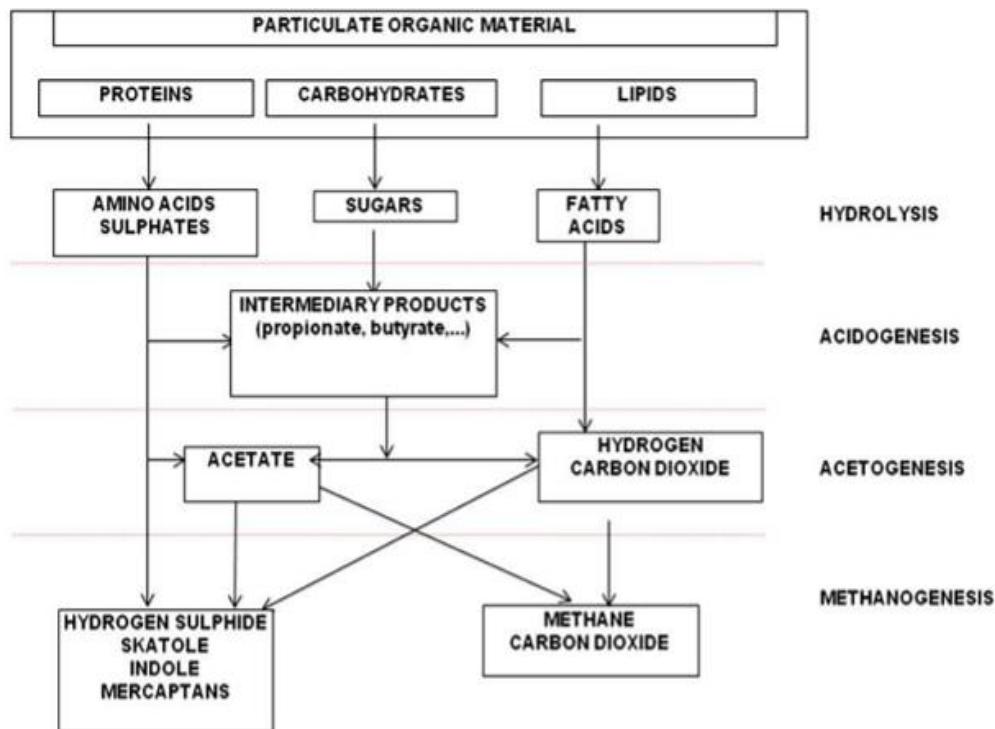 PARTICULATE ORGANIC MATERIAL
PROTEINS
CARBOHYDRATES
LIPIDS
AMINO ACIDS
SULPHATES
SUGARS
FATTY
ACIDS
HYDROLYSIS
INTERMEDIARY PRODUCTS
(propionate, butyrate,...)
ACIDOGENESIS
ACETATE
HYDROGEN
CARBON DIOXIDE
ACETOGENESIS
HYDROGEN SULPHIDE
SKATOLE
INDOLE
MERCAPTANS
METHANE
CARBON DIOXIDE
METHANOGENESIS